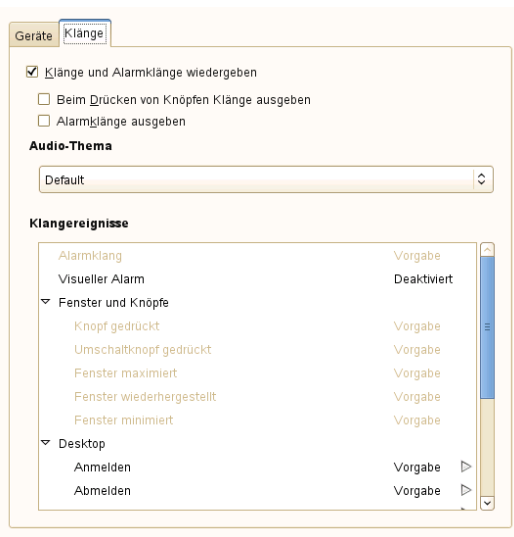 Geräte Klänge
Klänge und Alarmklänge wiedergeben
Beim Drücken von Knöpfen Klänge ausgeben
Alarmklänge ausgeben
Audio-Thema
Default
Klangereignisse
Alarmklang Vorgabe
Visueller Alarm Deaktiviert
Fenster und Knöpfe
Knopf gedrückt Vorgabe
Umschaltknopf gedrückt Vorgabe
Fenster maximiert Vorgabe
Fenster wiederhergestellt Vorgabe
Fenster minimiert Vorgabe
Desktop
Anmelden Vorgabe
Abmelden Vorgabe